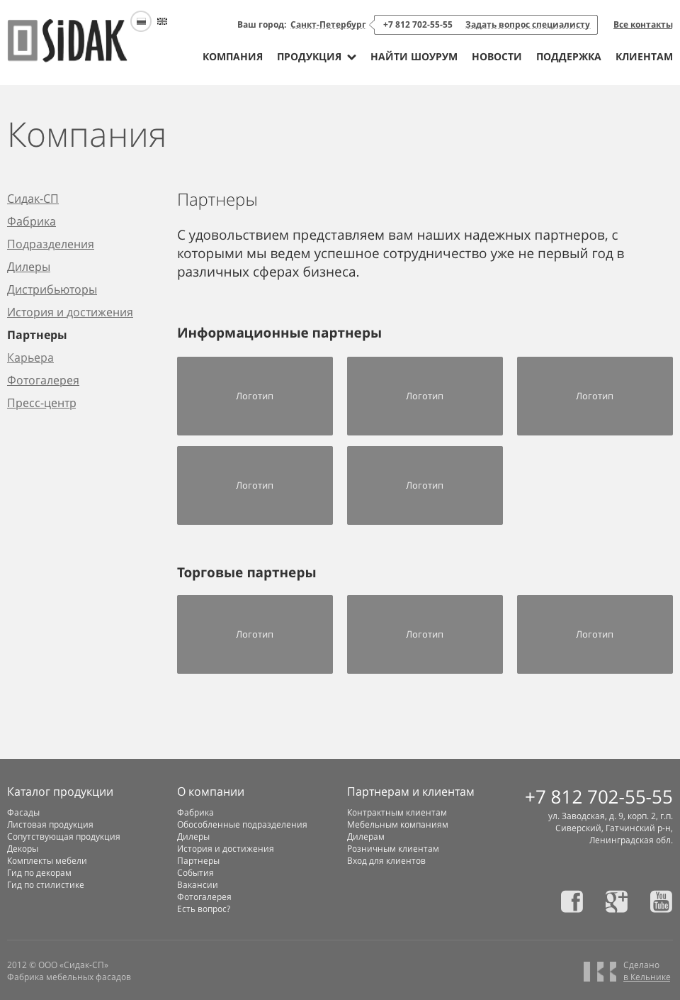 SiDAK
Ваш город: Санкт-Петербург
+7 812 702-55-55 Задать вопрос специалисту
Все контакты
КОМПАНИЯ ПРОДУКЦИЯ НАЙТИ ШОУРУМ НОВОСТИ ПОДДЕРЖКА КЛИЕНТАМ
Компания
Сидак-СП
Фабрика
Подразделения
Дилеры
Дистрибьюторы
История и достижения
Партнеры
Карьера
Фотогалерея
Пресс-центр
Партнеры
С удовольствием представляем вам наших надежных партнеров, с
которыми мы ведем успешное сотрудничество уже не первый год в
различных сферах бизнеса.
Информационные партнеры
Логотип Логотип Логотип
Логотип Логотип
Торговые партнеры
Логотип Логотип Логотип
Каталог продукции
Фасады
Листовая продукция
Сопутствующая продукция
Декоры
Комплекты мебели
Гид по декорам
Гид по стилистике
О компании
Фабрика
Обособленные подразделения
Дилеры
История и достижения
Партнеры
События
Вакансии
Фотогалерея
Есть вопрос?
Партнерам и клиентам
Контрактным клиентам
Мебельным компаниям
Дилерам
Розничным клиентам
Вход для клиентов
+7 812 702-55-55
ул. Заводская, д. 9, корп. 2, г.п.
Сиверский, Гатчинский р-н,
Ленинградская обл.
You
Tube
2012 © ООО «Сидак-СП»
Фабрика мебельных фасадов
Сделано
в Кельнике